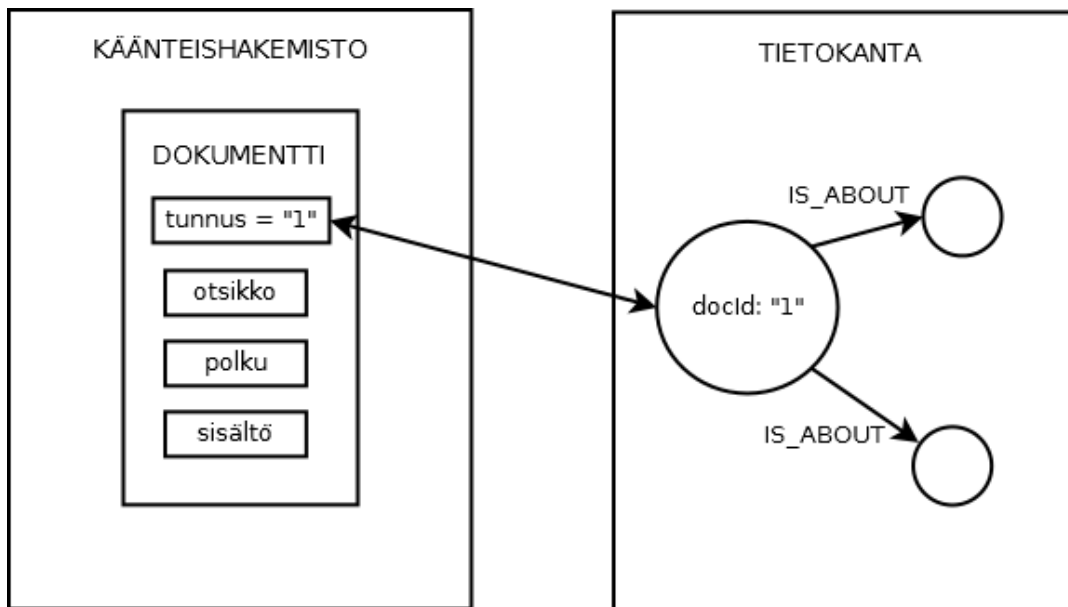 KÄÄNTEISHAKEMISTO
DOKUMENTTI
tunnus = "1"
otsikko
polku
sisältö
TIETOKANTA
IS_ABOUT
docId: "1"
IS_ABOUT